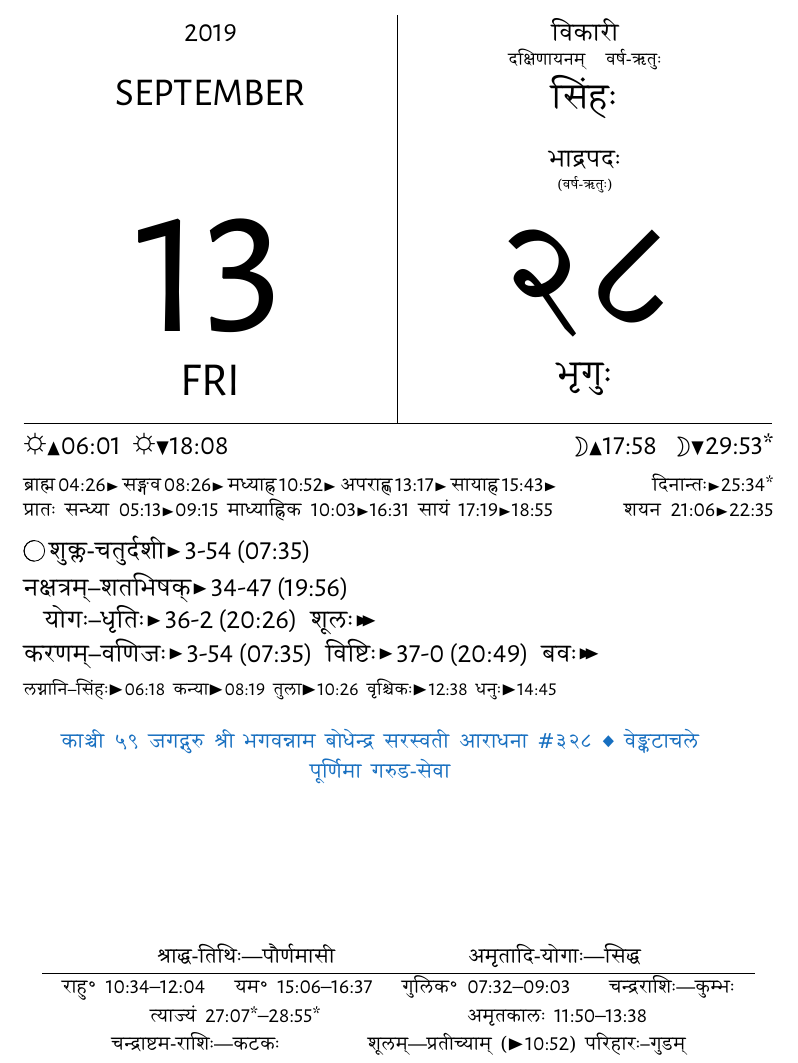 2019
SEPTEMBER
13
FRI
विकारी
दक्षिणायनम् वर्ष-ऋतुः
सिंहः
भाद्रपदः
(वर्ष-ऋतुः)
२८
भृगुः
☼▲06:01 ☼▼18:08 ☽▲17:58 ☽▼29:53*
ब्राह्म 04:26► सङ्गव 08:26► मध्याह्न 10:52► अपराह्ण 13:17► सायाह्न 15:43► दिनान्तः►25:34*
प्रातः सन्ध्या 05:13►09:15 माध्याह्निक 10:03►16:31 सायं 17:19►18:55 शयन 21:06►22:35
◯ शुक्ल-चतुर्दशी►3-54 (07:35)
नक्षत्रम्–शतभिषक्►34-47 (19:56)
योगः–धृतिः►36-2 (20:26) शूलः►►
करणम्–वणिजः►3-54 (07:35) विष्टिः►37-0 (20:49) बवः►►
लग्नानि–सिंहः►06:18 कन्या►08:19 तुला►10:26 वृश्चिकः►12:38 धनुः►14:45
काञ्ची ५९ जगद्गुरु श्री भगवन्नाम बोधेन्द्र सरस्वती आराधना #३२८ ◆ वेङ्कटाचले
पूर्णिमा गरुड-सेवा
श्राद्ध-तिथिः—पौर्णमासी अमृतादि-योगाः—सिद्ध
राहु° 10:34–12:04 यम° 15:06–16:37 गुलिक° 07:32–09:03 चन्द्रराशिः—कुम्भः
त्याज्यं 27:07*–28:55* अमृतकालः 11:50–13:38
चन्द्राष्टम-राशिः—कटकः शूलम्—प्रतीच्याम् (►10:52) परिहारः–गुडम्